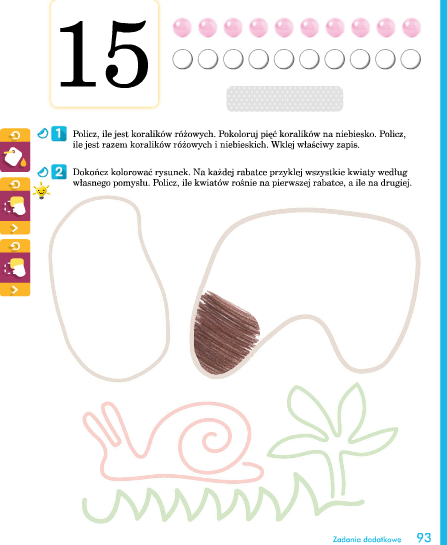 15
1 Policz, ile jest koralików różowych. Pokoloruj pięć koralików na niebiesko. Policz,
ile jest razem koralików różowych i niebieskich. Wklej właściwy zapis.
2 Dokończ kolorować rysunek. Na każdej rabatce przyklej wszystkie kwiaty według
własnego pomysłu. Policz, ile kwiatów rośnie na pierwszej rabatce, a ile na drugiej.
Zadania dodatkowe 93